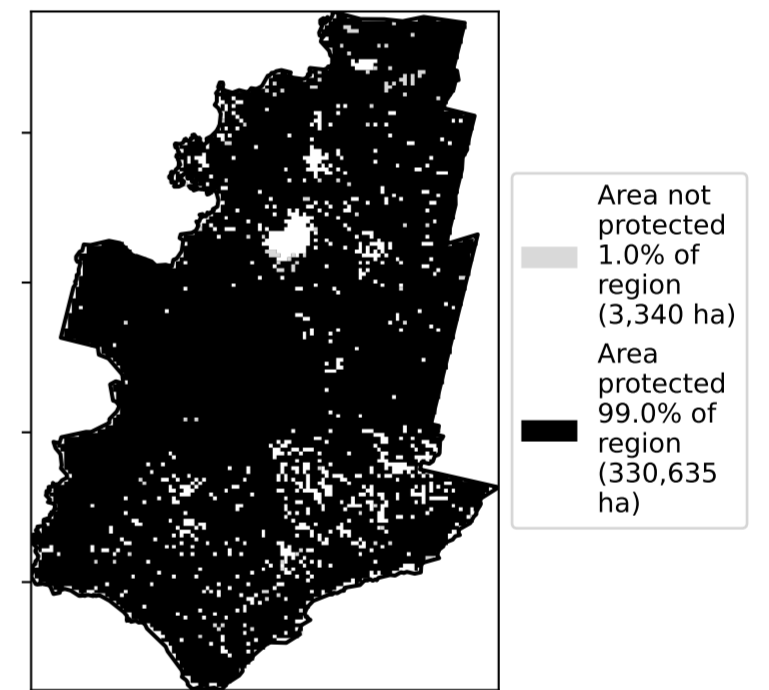 Area not
protected
1.0% of
region
(3,340 ha)
Area
protected
99.0% of
region
(330,635
ha)